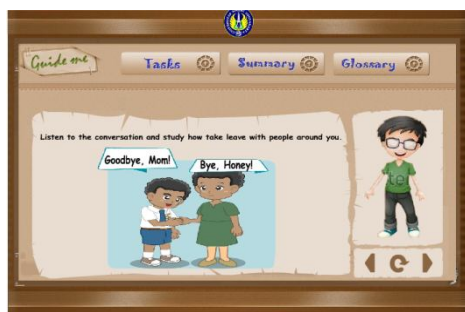 Guide me
Tasks
Summary
Glossary
Listen to the conversation and study how take leave with people around you.
Goodbye, Mom!
Bye, Honey!